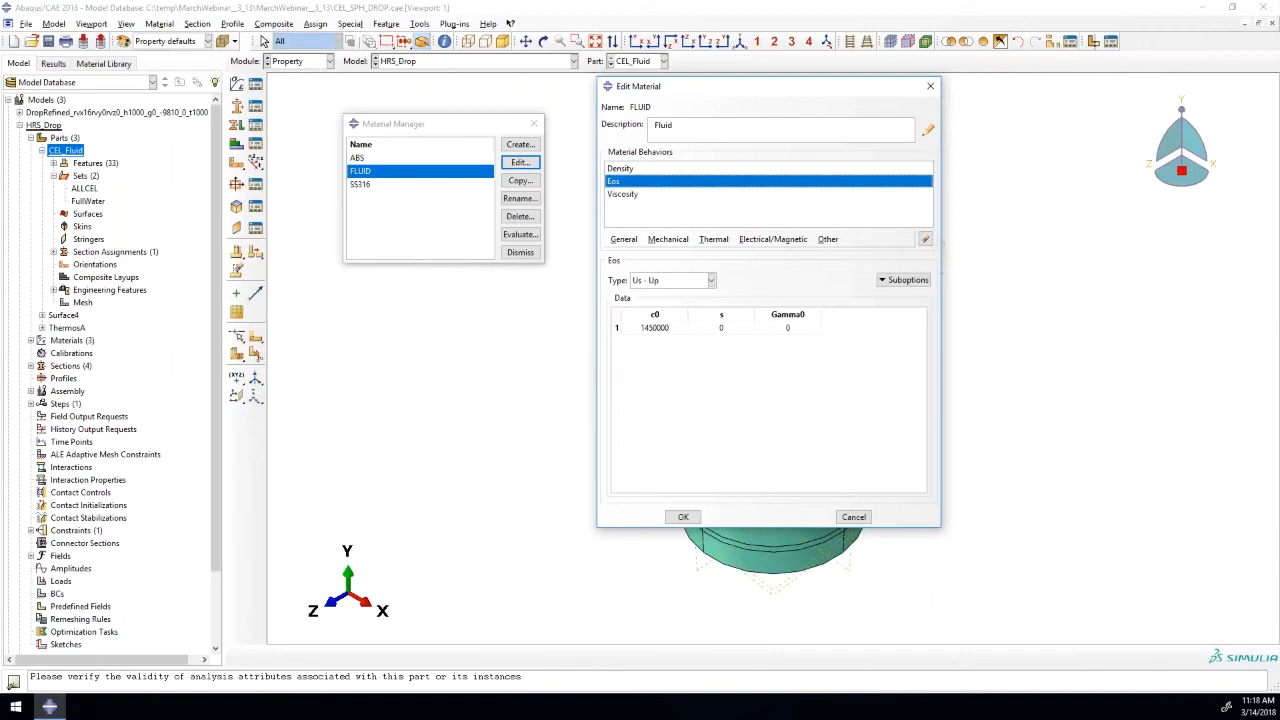 Abaqus/CAE 2018 - Model Database: C:\temp\MarchWebinar__3_13\MarchWebinar__3_13\CEL_SPH_DROP.cae [Viewport: 1]
File Model Viewport View Material Section Profile Composite Assign Special Feature Tools Plug-ins Help
Property defaults All 1 2 3 4
Model Results Material Library Module: Property Model: HRS_Drop Part: CEL_Fluid
Model Database
Models (3)
DropRefined_rvx16rvy0rvz0_h1000_g0_-9810_0_t1000
HRS_Drop
Parts (3)
CEL_Fluid
Features (33)
Sets (2)
ALLCEL
FullWater
Surfaces
Skins
Stringers
Section Assignments (1)
Orientations
Composite Layups
Engineering Features
Mesh
Surface4
ThermosA
Materials (3)
Calibrations
Sections (4)
Profiles
Assembly
Steps (1)
Field Output Requests
History Output Requests
Time Points
ALE Adaptive Mesh Constraints
Interactions
Interaction Properties
Contact Controls
Contact Initializations
Contact Stabilizations
Constraints (1)
Connector Sections
Fields
Amplitudes
Loads
BCs
Predefined Fields
Remeshing Rules
Optimization Tasks
Sketches
(XYZ)
Material Manager
Name
ABS
FLUID
SS316
Create...
Edit...
Copy...
Rename...
Delete...
Evaluate...
Dismiss
Edit Material
Name: FLUID
Description: Fluid
Material Behaviors
Density
Eos
Viscosity
General Mechanical Thermal Electrical/Magnetic Other
Eos
Type: Us - Up Suboptions
Data
c0 s Gamma0
1 1450000 0 0
OK Cancel
Y
Z X
Y
Z X
SIMULIA
Please verify the validity of analysis attributes associated with this part or its instances
11:18 AM
3/14/2018